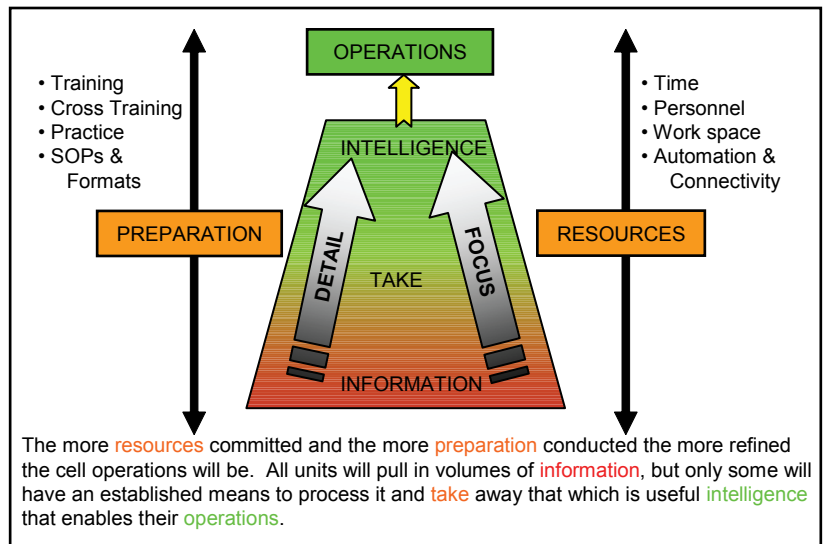 OPERATIONS
• Training
• Cross Training
• Practice
• SOPs &
Formats
• Time
• Personnel
• Work space
• Automation &
Connectivity
INTELLIGENCE
PREPARATION
RESOURCES
DETAIL
FOCUS
TAKE
INFORMATION
The more resources committed and the more preparation conducted the more refined
the cell operations will be. All units will pull in volumes of information, but only some will
have an established means to process it and take away that which is useful intelligence
that enables their operations.